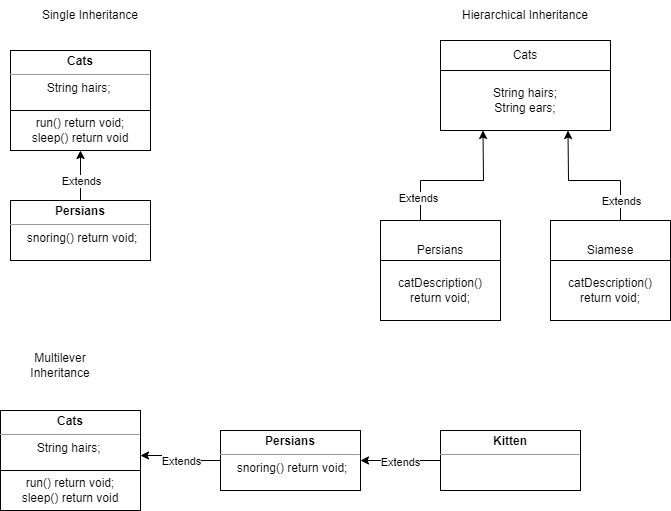 Single Inheritance
Cats
String hairs;
run() return void;
sleep() return void
Extends
Persians
snoring() return void;
Hierarchical Inheritance
Cats
String hairs;
String ears;
Extends
Extends
Persians
catDescription()
return void;
Siamese
catDescription()
return void;
Multilever
Inheritance
Cats
String hairs;
run() return void;
sleep() return void
Extends
Persians
snoring() return void;
Extends
Kitten